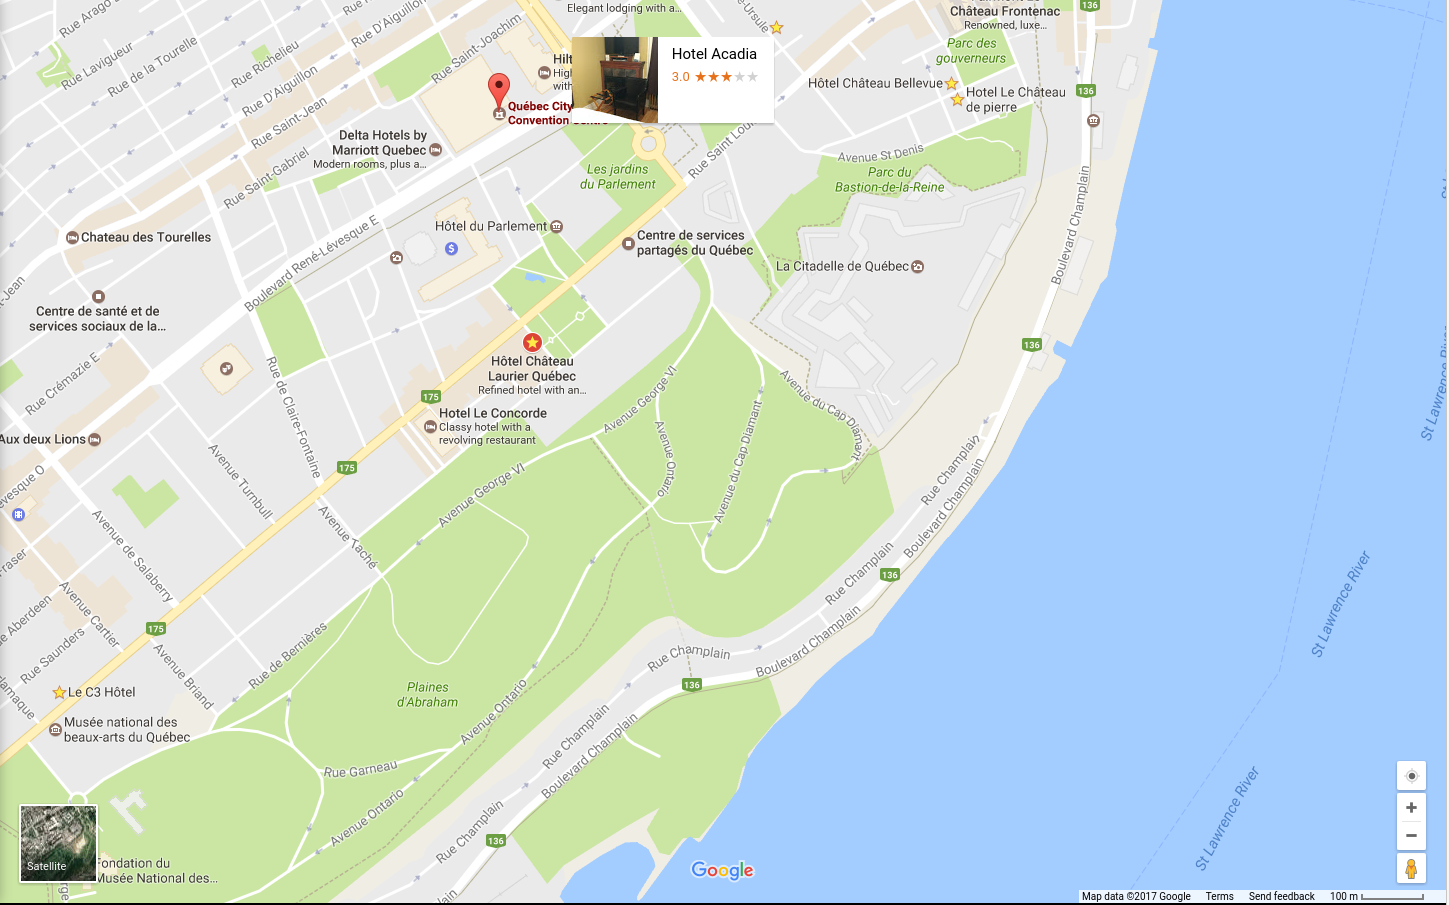 Rue Arago
Rue D'Aiguillon
Elegant lodging with a...
Ursule
Château Frontenac
Renowned, luxe...
136
Rue Lavigueur
Rue de la Tourelle
Rue Richelieu
Rue Saint-Joachim
Hotel Acadia
3.0
Parc des
gouverneurs
Rue D'Aiguillon
Rue Saint-Jean
Hilt
High
with
Québec City
Convention Centre
Hôtel Château Bellevue
Hotel Le Château
de pierre
136
Delta Hotels by
Marriott Quebec
Modern rooms, plus a...
Rue Saint-Gabriel
Rue Saint Lou
Les jardins
du Parlement
Avenue St Denis
Parc du
Bastion-de-la-Reine
Boulevard Champlain
Chateau des Tourelles
Boulevard René-Lévesque E
Hôtel du Parlement
$
Centre de services
partagés du Québec
La Citadelle de Québec
-Jean
Centre de santé et de
services sociaux de la...
136
Hôtel Château
Laurier Québec
Refined hotel with an...
Rue Crémazie E
Rue de Claire-Fontaine
175
Avenue George VI
Avenue du Cap Diamant
Avenue du Cap Diamant
Hotel Le Concorde
Classy hotel with a
revolving restaurant
Aux deux Lions
Avenue Ontario
St Lawrence River
175
évesque O
Avenue Turnbull
Avenue George VI
Rue Champlain
Boulevard Champlain
Avenue de Salaberry
Avenue Taché
Fraser
136
Rue Champlain
Boulevard Champlain
St Lawrence River
Avenue Cartier
e Aberdeen
175
Rue Saunders
Rue de Bernières
Avenue Briand
Rue Champlain
136
Le C3 Hôtel
Plaines
d'Abraham
Avenue Ontario
Musée national des
beaux-arts du Québec
Rue Champlain
Boulevard Champlain
Rue Garneau
Avenue Ontario
Rue Champlain
136
St Lawrence River
Satellite
Fondation du
Musée National des...
Google
+
−
Map data ©2017 Google Terms Send feedback 100 m